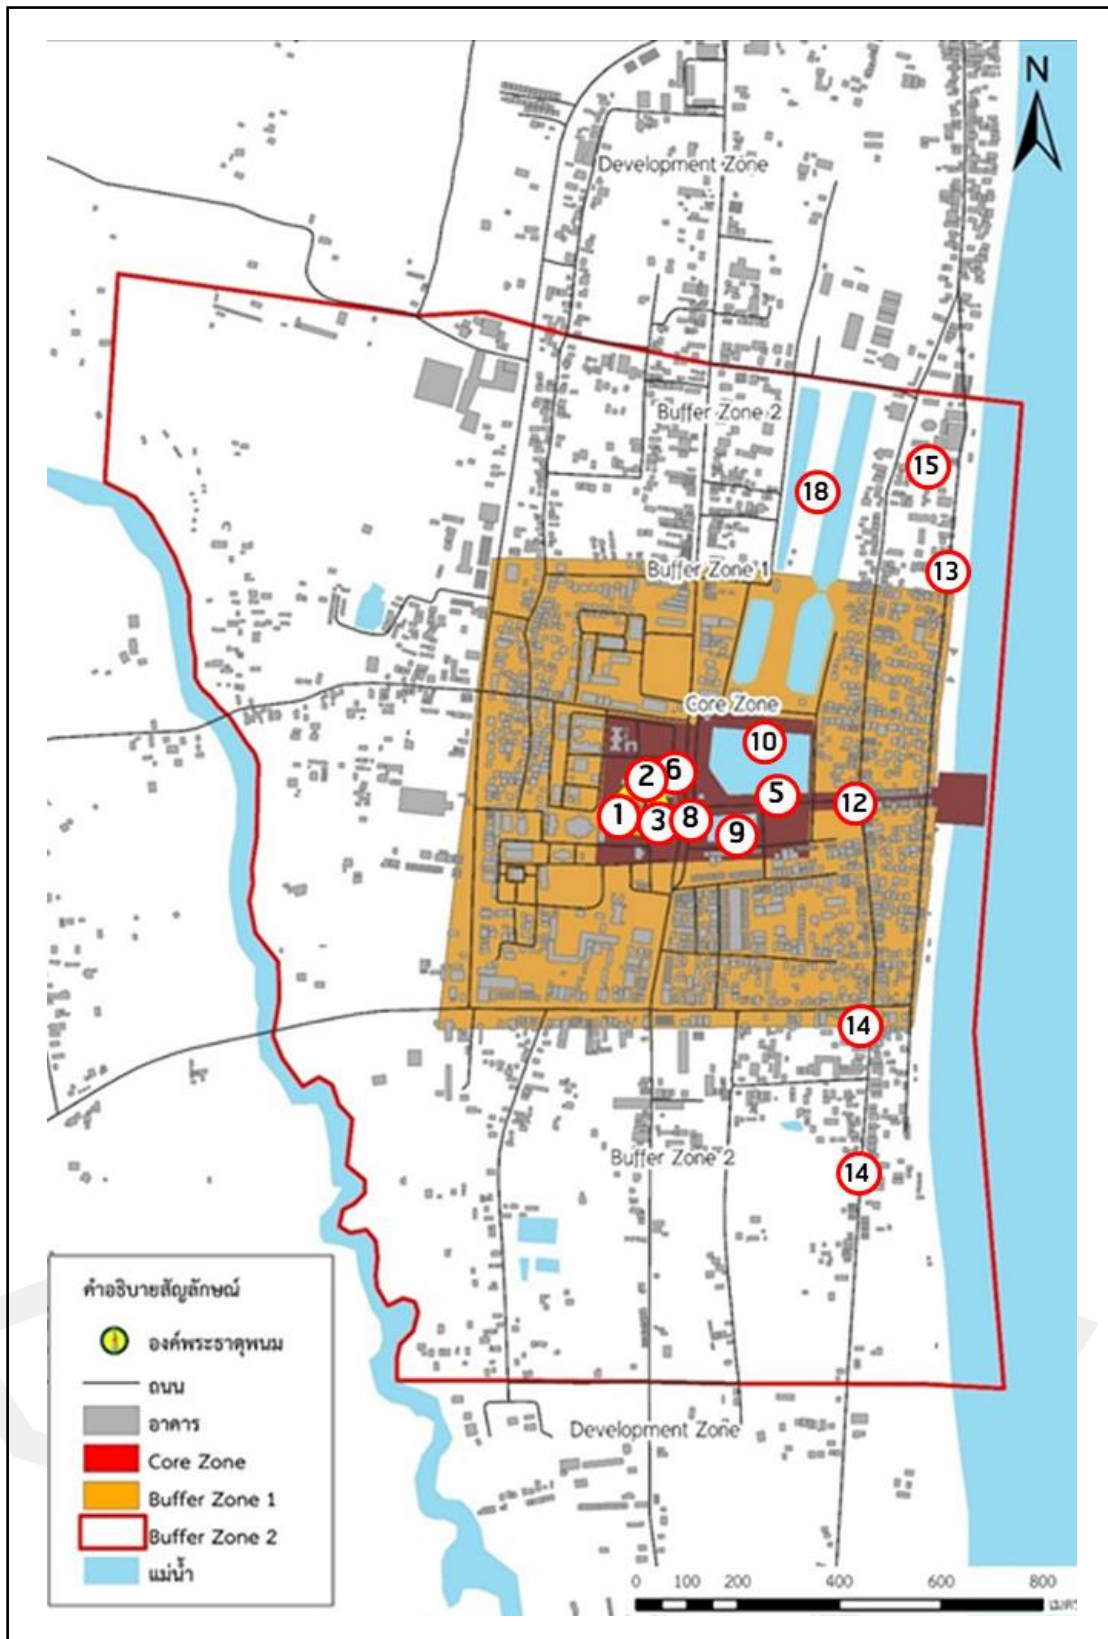 N
Development Zone
Buffer Zone 2
15
18
13
Buffer Zone 1
Core Zone
10
2
6
5
12
1
3
8
9
14
Buffer Zone 2
14
Development Zone
คำอธิบายสัญลักษณ์
องค์พระธาตุพนม
ถนน
อาคาร
Core Zone
Buffer Zone 1
Buffer Zone 2
แม่น้ำ
0 100 200 400 600 800
เมตร